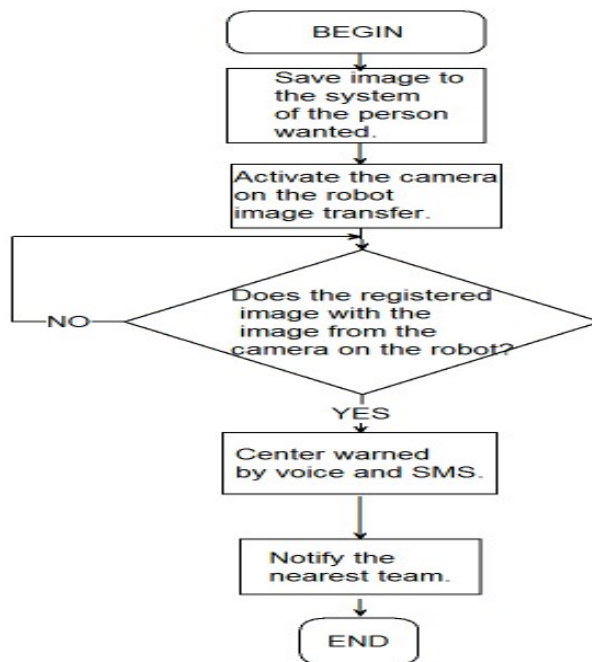 BEGIN
Save image to
the system
of the person
wanted.
Activate the camera
on the robot
image transfer.
Does the registered
image with the
image from the
camera on the robot?
NO
YES
Center warned
by voice and SMS.
Notify the
nearest team.
END